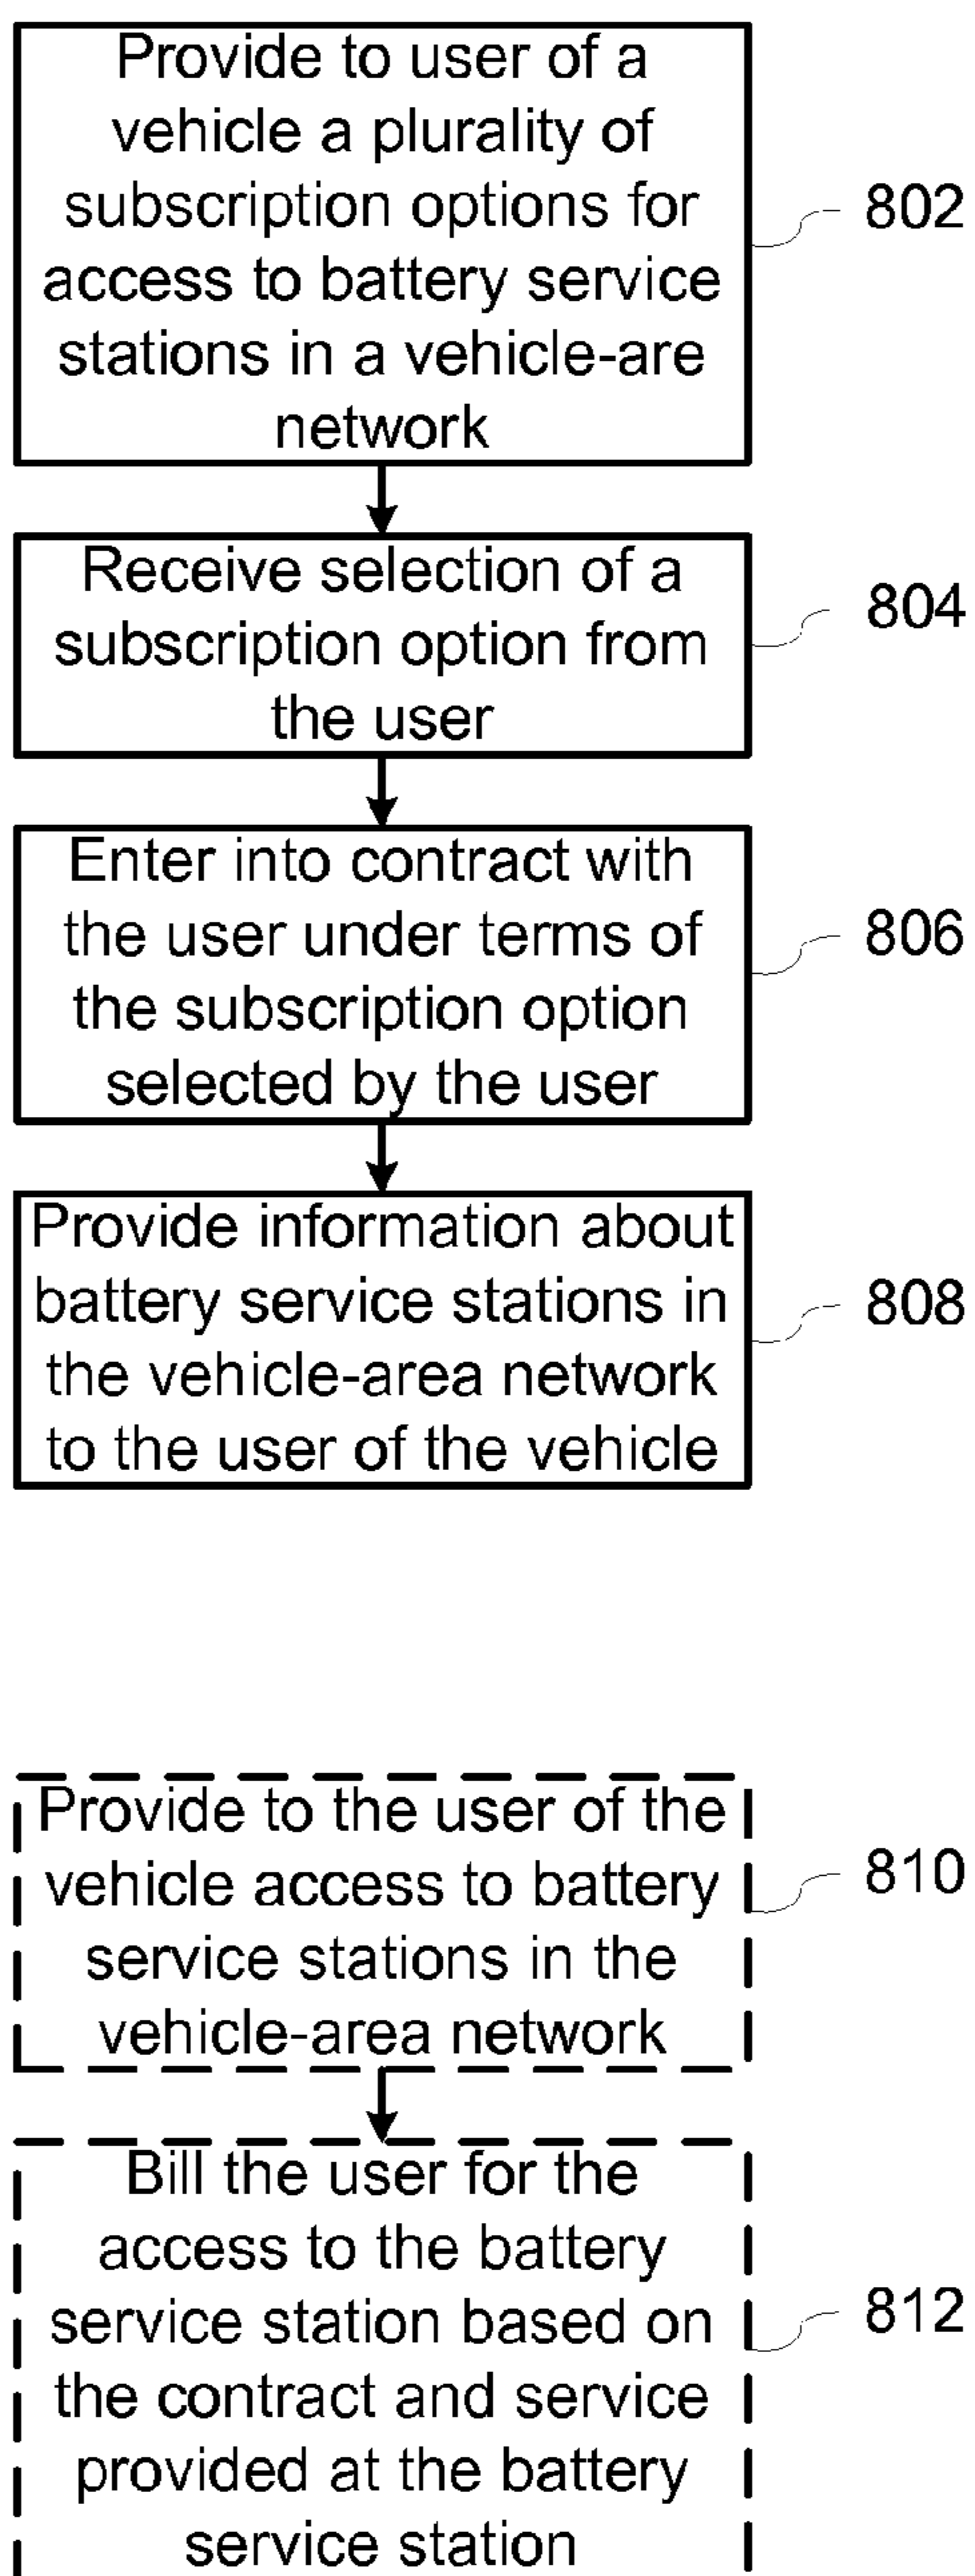 Provide to user of a
vehicle a plurality of
subscription options for
access to battery service
stations in a vehicle-are
network
802
Receive selection of a
subscription option from
the user
804
Enter into contract with
the user under terms of
the subscription option
selected by the user
806
Provide information about
battery service stations in
the vehicle-area network
to the user of the vehicle
808
Provide to the user of the
vehicle access to battery
service stations in the
vehicle-area network
810
Bill the user for the
access to the battery
service station based on
the contract and service
provided at the battery
service station
812